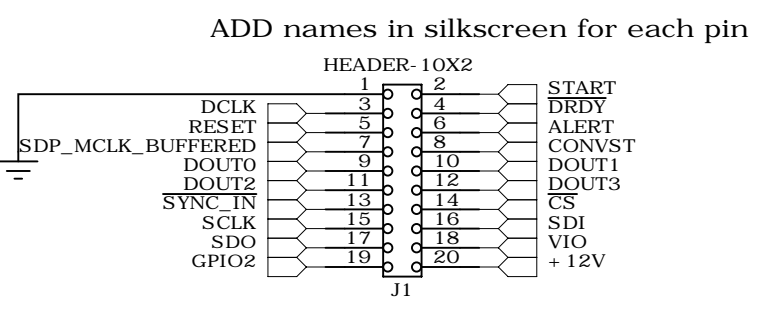 ADD names in silkscreen for each pin
HEADER-10X2
1 2 START
DCLK 3 4 DRDY
RESET 5 6 ALERT
SDP_MCLK_BUFFERED 7 8 CONVST
DOUT0 9 10 DOUT1
DOUT2 11 12 DOUT3
SYNC_IN 13 14 CS
SCLK 15 16 SDI
SDO 17 18 VIO
GPIO2 19 20 +12V
J1